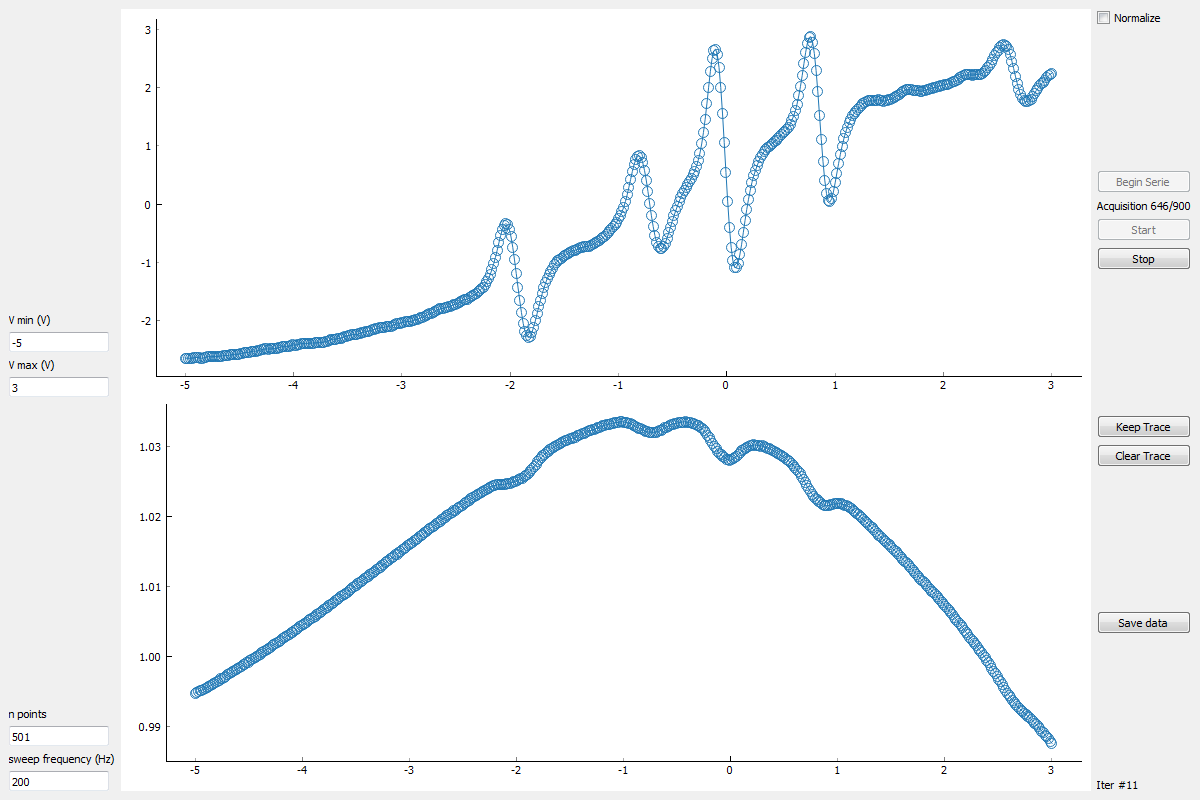 Normalize
3
2
1
0
-1
-2
-5 -4 -3 -2 -1 0 1 2 3
Begin Serie
Acquisition 646/900
Start
Stop
V min (V)
-5
V max (V)
3
1.03
1.02
1.01
1.00
0.99
-5 -4 -3 -2 -1 0 1 2 3
Keep Trace
Clear Trace
Save data
n points
501
sweep frequency (Hz)
200
Iter #11